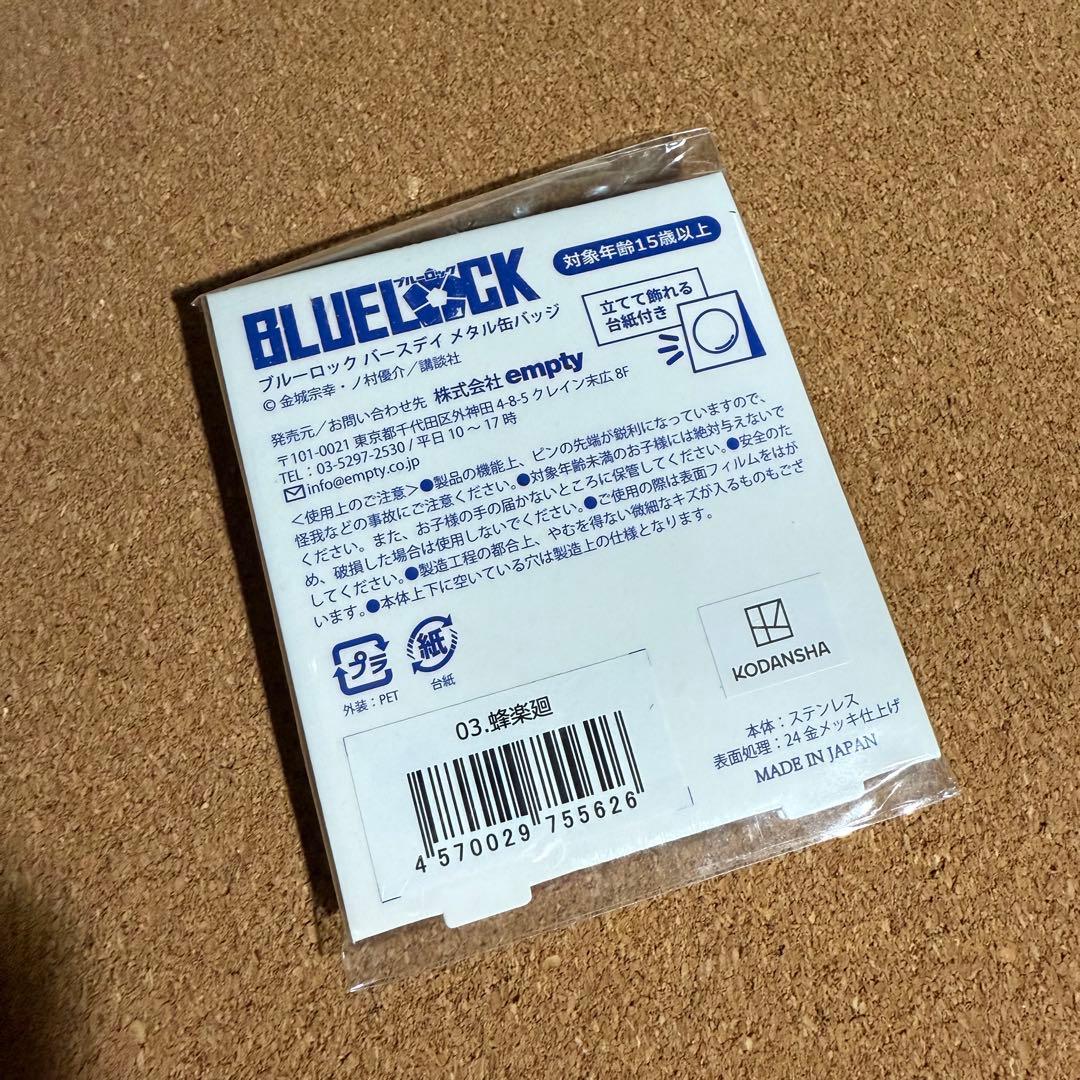 対象年齢15歳以上
ブルーロック
BLUELOCK
ブルーロック バースデイ メタル缶バッジ
© 金城宗幸・ノ村優介／講談社
立てて飾れる
台紙付き
発売元／お問い合わせ先 株式会社 empty
〒101-0021 東京都千代田区外神田 4-8-5 クレイン末広 8F
TEL : 03-5297-2530 / 平日 10 ～ 17 時
info@empty.co.jp
＜使用上のご注意＞●製品の機能上、ピンの先端が鋭利になっていますので、
怪我などの事故にご注意ください。●対象年齢未満のお子様には絶対与えないで
ください。また、お子様の手の届かないところに保管してください。●安全のた
め、破損した場合は使用しないでください。●ご使用の際は表面フィルムをはが
してください。●製造工程の都合上、やむを得ない微細なキズが入るものもござ
います。●本体上下に空いている穴は製造上の仕様となります。
プラ
外装：PET
紙
台紙
KODANSHA
03.蜂楽廻
4 570029 755626
本体：ステンレス
表面処理：24 金メッキ仕上げ
MADE IN JAPAN